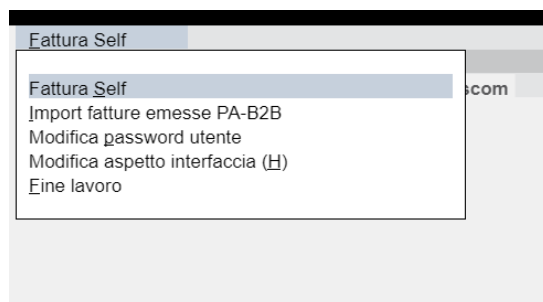 Fattura Self
Fattura Self
scom
Import fatture emesse PA-B2B
Modifica password utente
Modifica aspetto interfaccia (H)
Fine lavoro